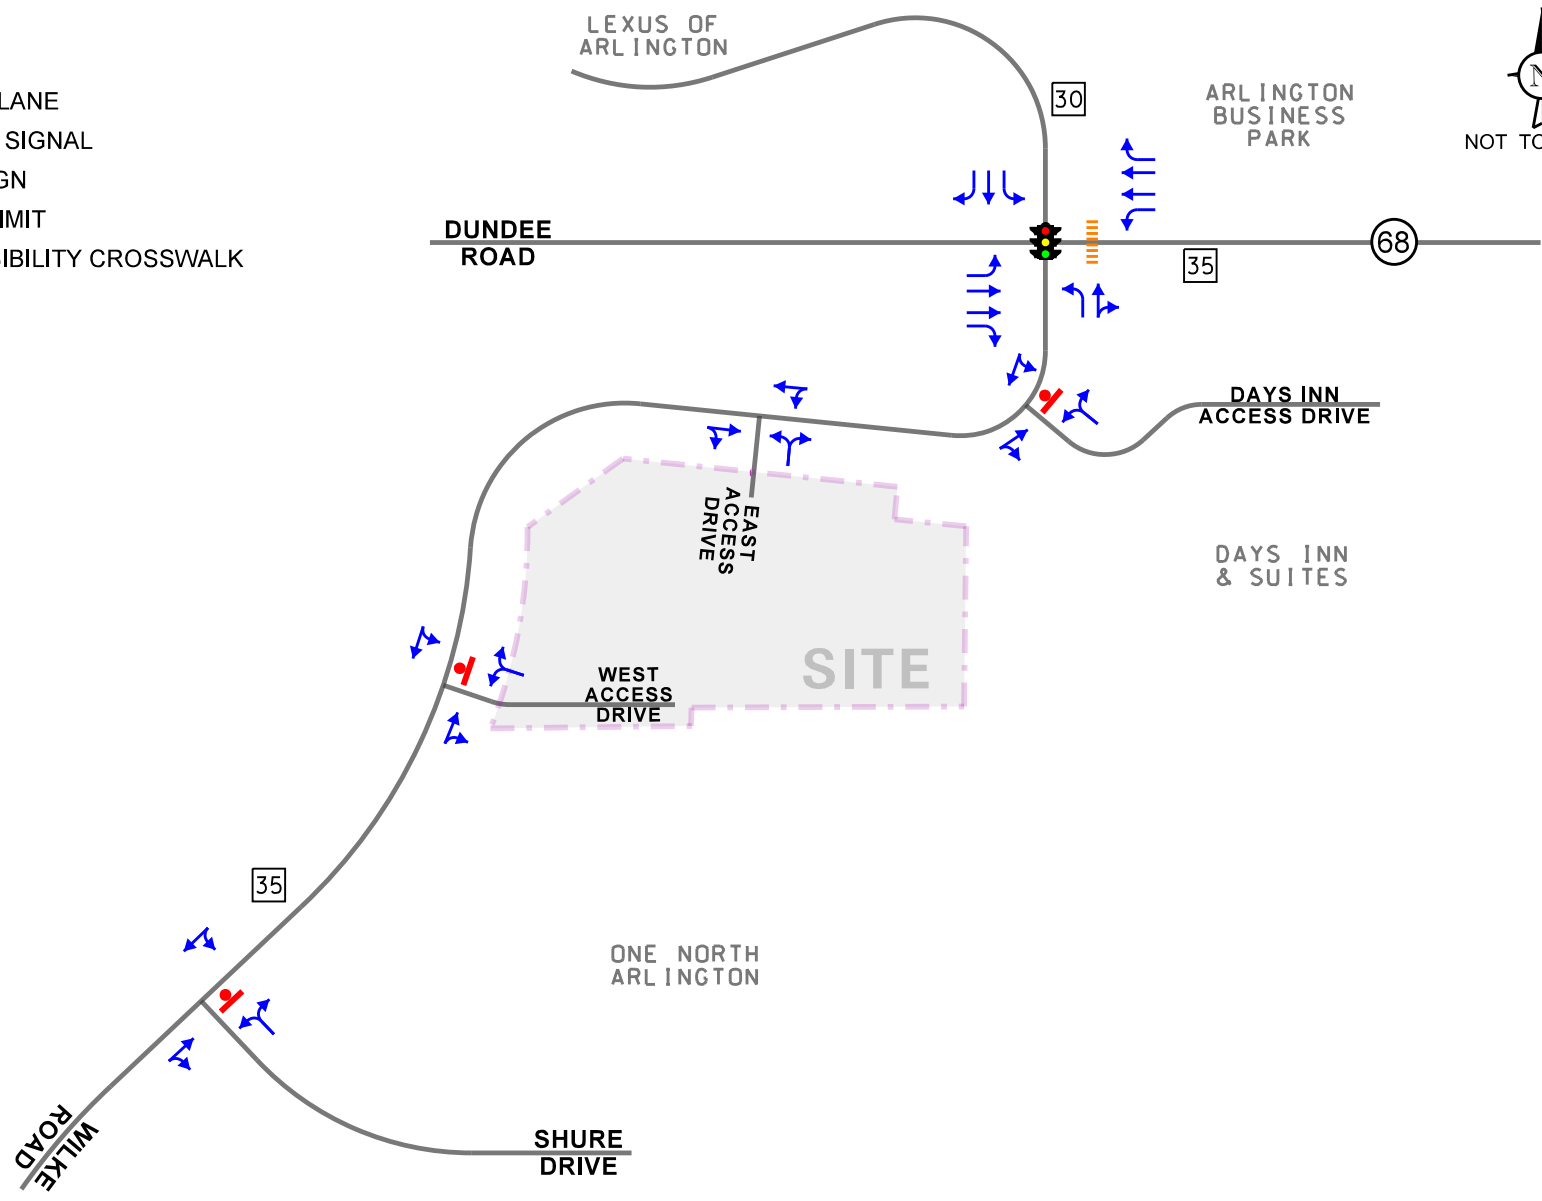 LEXUS OF
ARLINGTON
30
ARLINGTON
BUSINESS
PARK
N
NOT TO
LANE
SIGNAL
GN
IMIT
IBILITY CROSSWALK
DUNDEE
ROAD
68
35
DAYS INN
ACCESS DRIVE
EAST
ACCESS
DRIVE
DAYS INN
& SUITES
SITE
WEST
ACCESS
DRIVE
35
ONE NORTH
ARLINGTON
WILKE
ROAD
SHURE
DRIVE